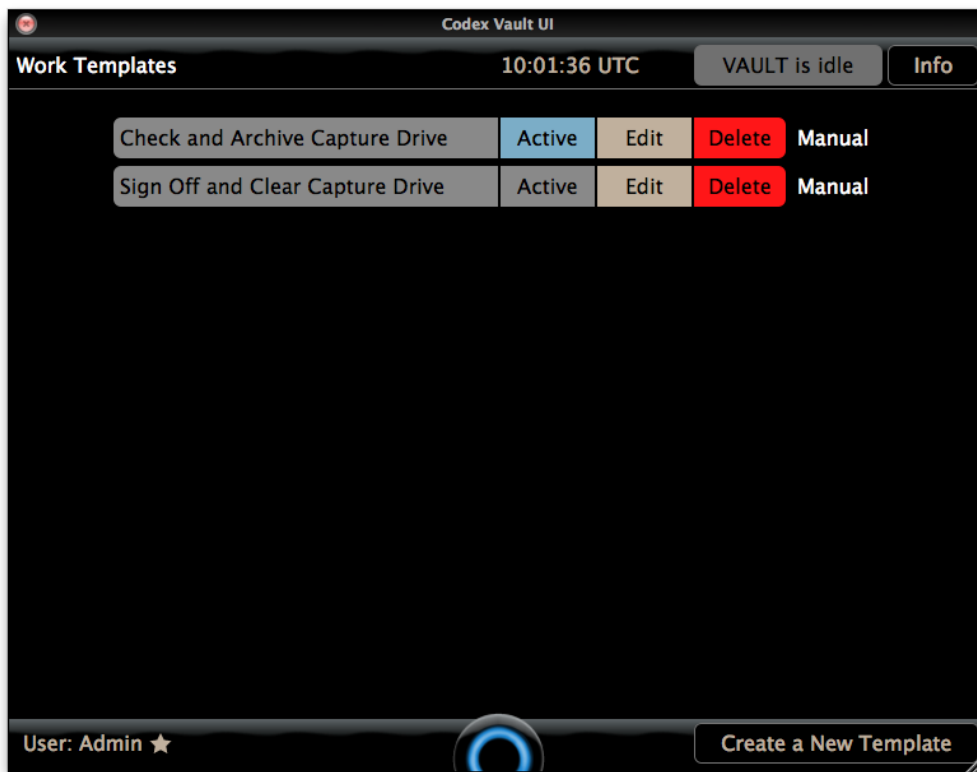 Codex Vault UI
Work Templates 10:01:36 UTC VAULT is idle Info
Check and Archive Capture Drive Active Edit Delete Manual
Sign Off and Clear Capture Drive Active Edit Delete Manual
User: Admin ★ Create a New Template